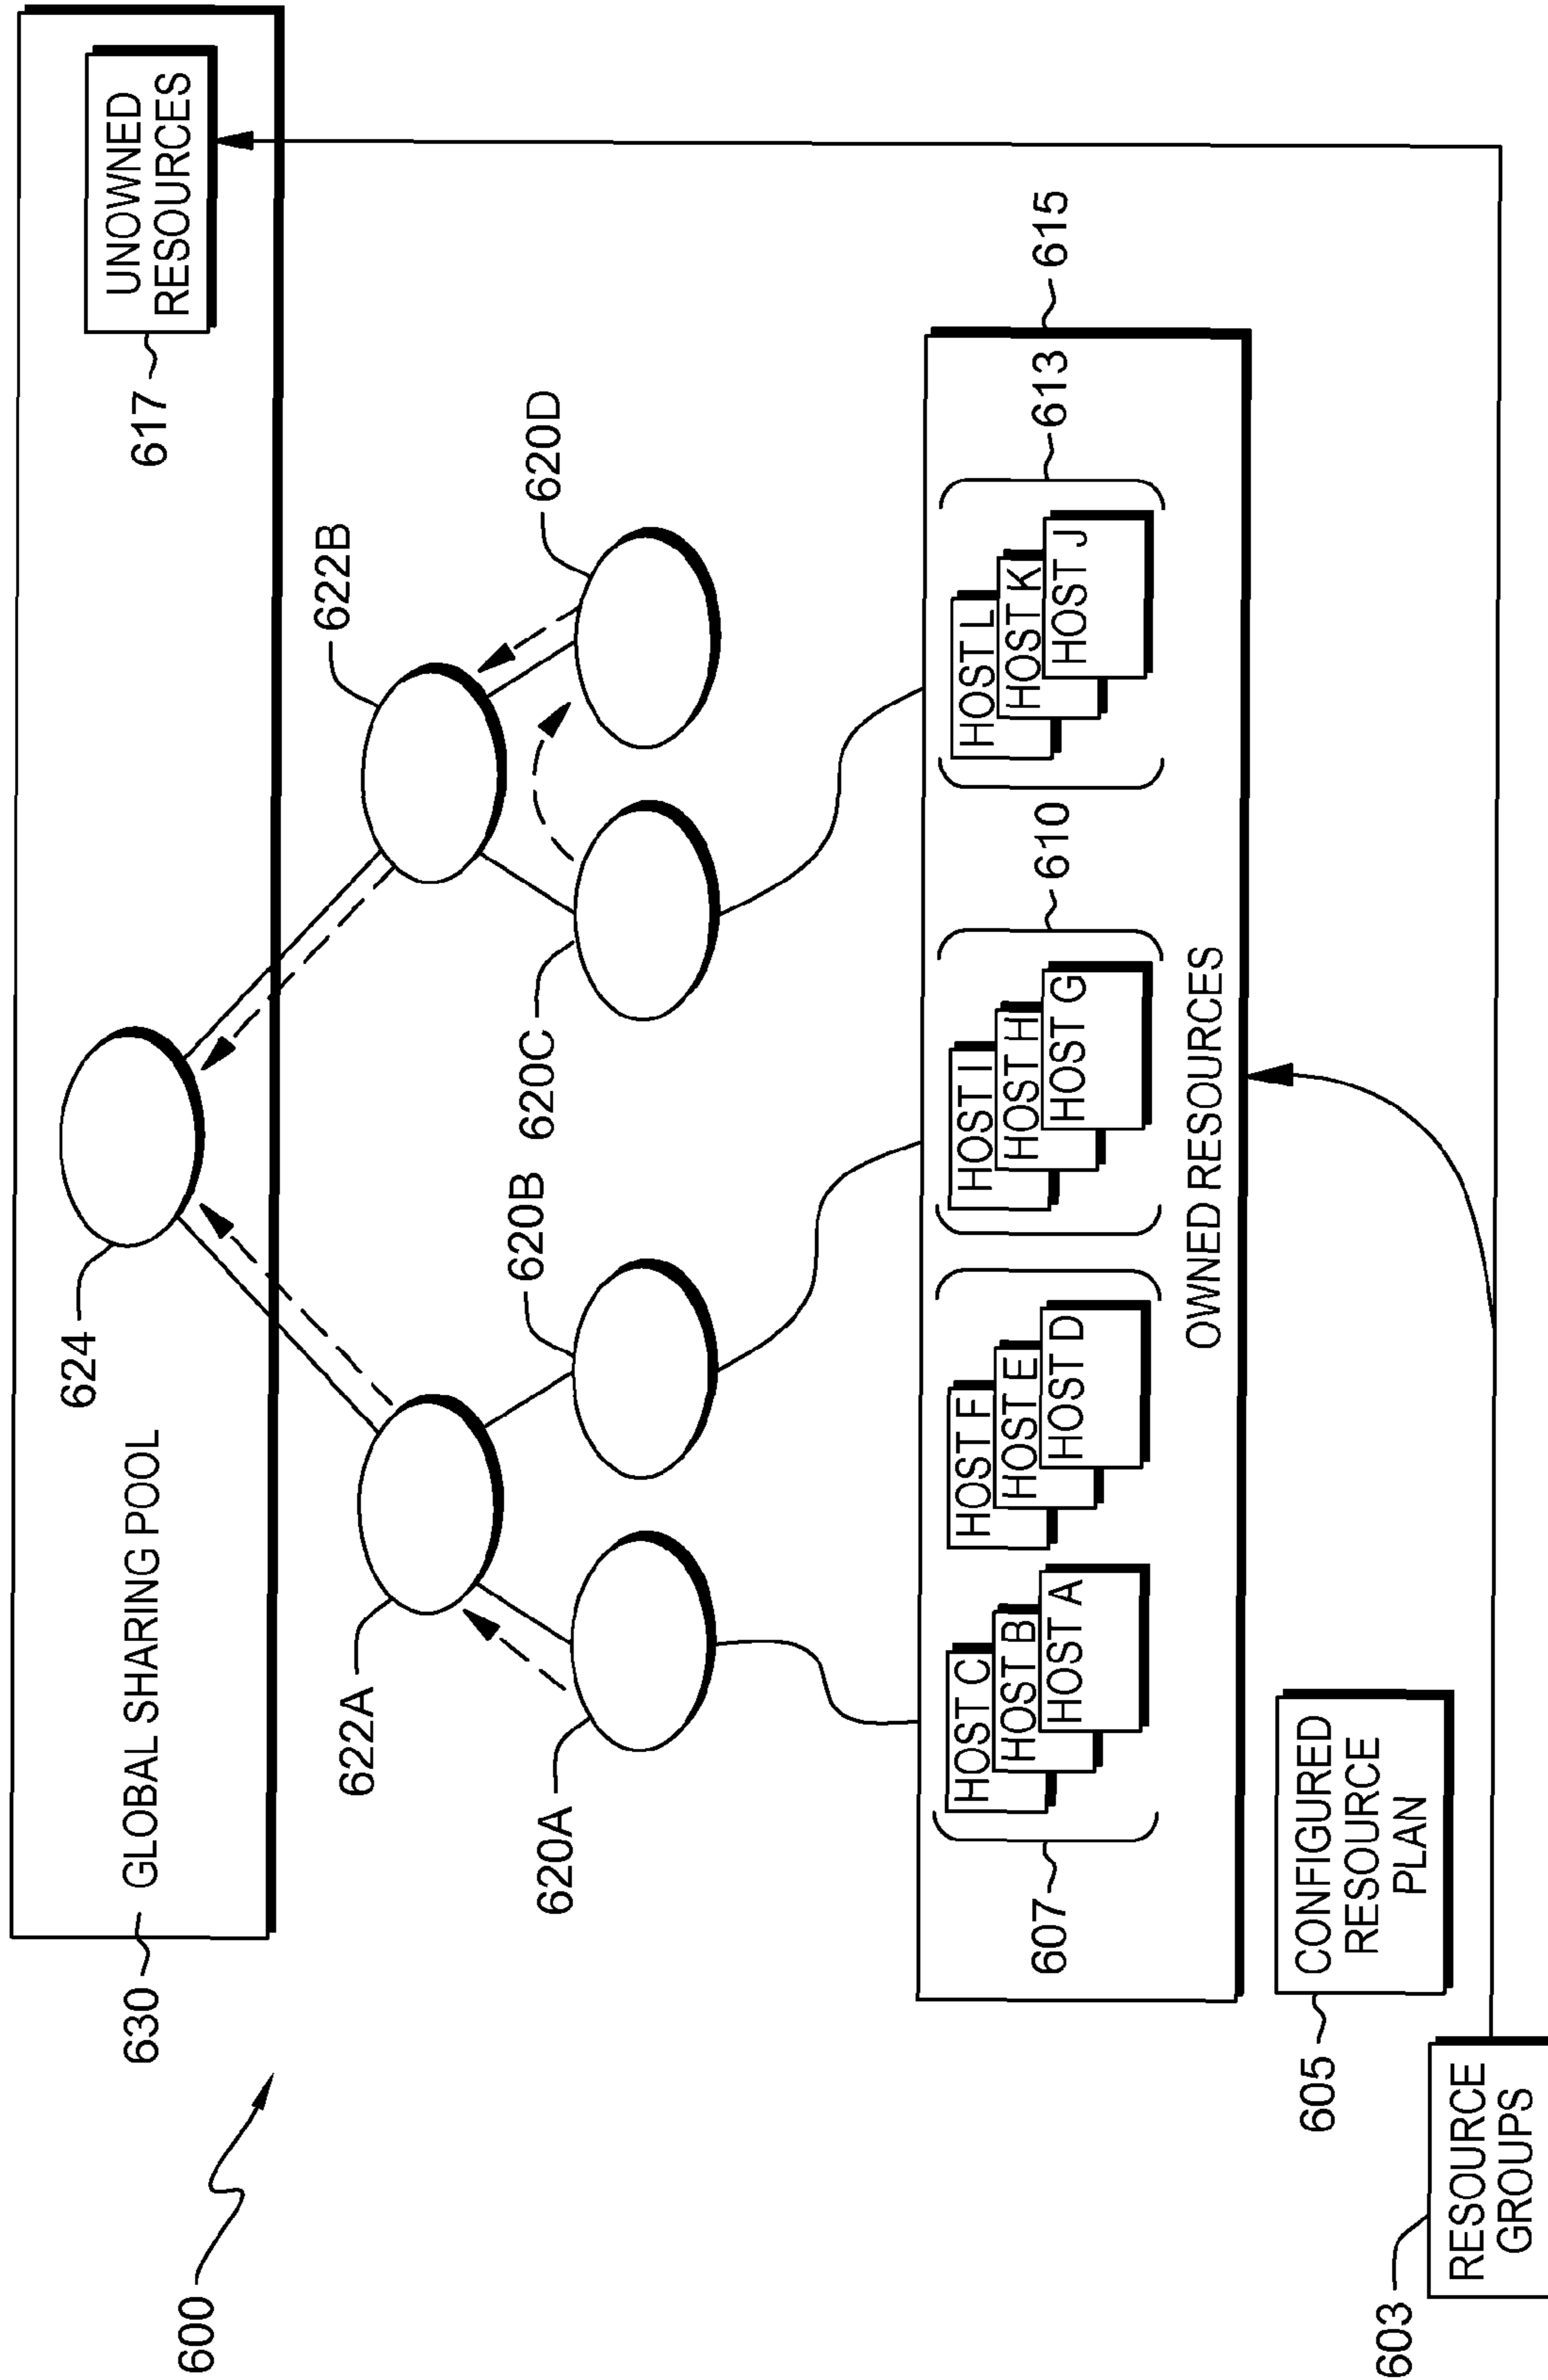 600
630
GLOBAL SHARING POOL
624
617
UNOWNED
RESOURCES
622A
622B
620A
620B
620C
620D
607
HOST C
HOST B
HOST A
HOST F
HOST E
HOST D
610
HOST I
HOST H
HOST G
613
HOST L
HOST K
HOST J
615
OWNED RESOURCES
605
CONFIGURED
RESOURCE
PLAN
603
RESOURCE
GROUPS